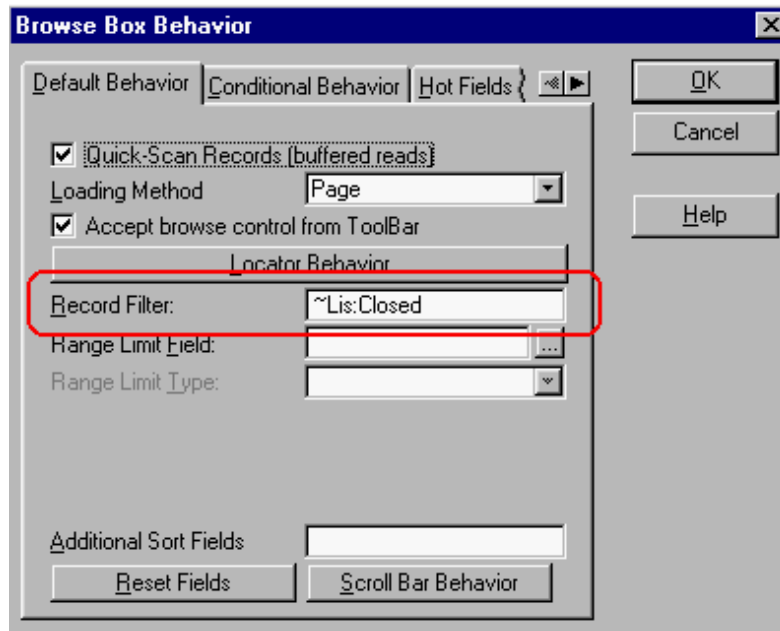 Browse Box Behavior
Default Behavior Conditional Behavior Hot Fields
OK
Cancel
Help
Quick-Scan Records (buffered reads)
Loading Method Page
Accept browse control from ToolBar
Locator Behavior
Record Filter: ~Lis:Closed
Range Limit Field: ...
Range Limit Type:
Additional Sort Fields
Reset Fields Scroll Bar Behavior